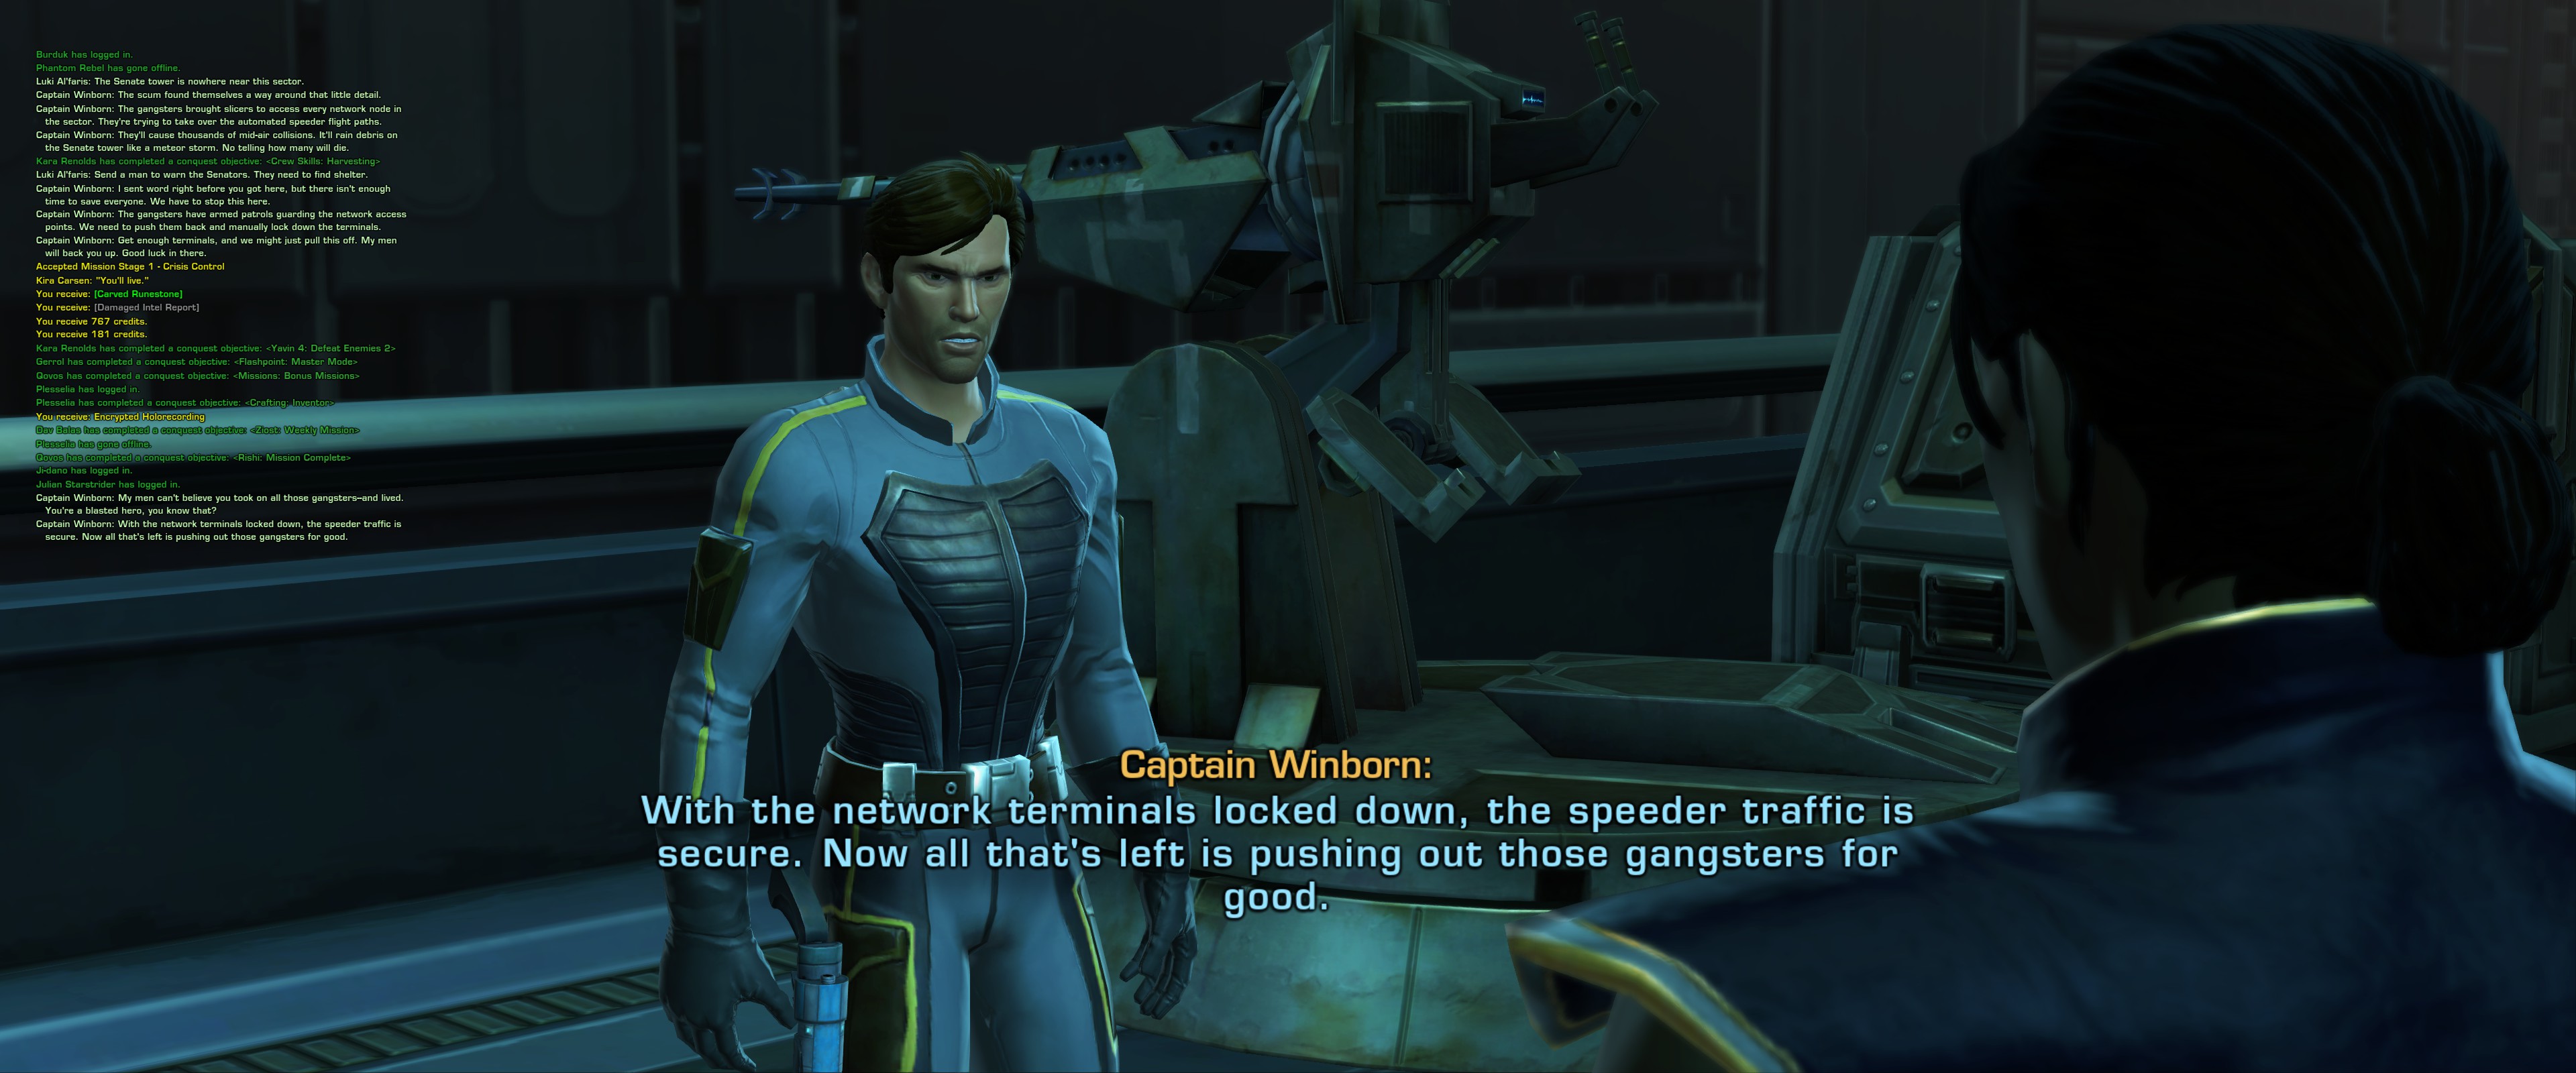 Burduk has logged in.
Phantom Rebel has gone offline.
Luki Al'faris: The Senate tower is nowhere near this sector.
Captain Winborn: The scum found themselves a way around that little detail.
Captain Winborn: The gangsters brought slicers to access every network node in
the sector. They're trying to take over the automated speeder flight paths.
Captain Winborn: They'll cause thousands of mid-air collisions. It'll rain debris on
the Senate tower like a meteor storm. No telling how many will die.
Kara Renolds has completed a conquest objective: <Crew Skills: Harvesting>
Luki Al'faris: Send a man to warn the Senators. They need to find shelter.
Captain Winborn: I sent word right before you got here, but there isn't enough
time to save everyone. We have to stop this here.
Captain Winborn: The gangsters have armed patrols guarding the network access
points. We need to push them back and manually lock down the terminals.
Captain Winborn: Get enough terminals, and we might just pull this off. My men
will back you up. Good luck in there.
Accepted Mission Stage 1 - Crisis Control
Kira Carsen: "You'll live."
You receive: [Carved Runestone]
You receive: [Damaged Intel Report]
You receive 767 credits.
You receive 181 credits.
Kara Renolds has completed a conquest objective: <Yavin 4: Defeat Enemies 2>
Gerrol has completed a conquest objective: <Flashpoint: Master Mode>
Qovos has completed a conquest objective: <Missions: Bonus Missions>
Plesselia has logged in.
Plesselia has completed a conquest objective: <Crafting: Inventor>
You receive: Encrypted Holorecording
Dav Balas has completed a conquest objective: <Ziost: Weekly Mission>
Plesselia has gone offline.
Qovos has completed a conquest objective: <Rishi: Mission Complete>
Ji-dano has logged in.
Julian Starstrider has logged in.
Captain Winborn: My men can't believe you took on all those gangsters—and lived.
You're a blasted hero, you know that?
Captain Winborn: With the network terminals locked down, the speeder traffic is
secure. Now all that's left is pushing out those gangsters for good.
Captain Winborn:
With the network terminals locked down, the speeder traffic is
secure. Now all that's left is pushing out those gangsters for
good.